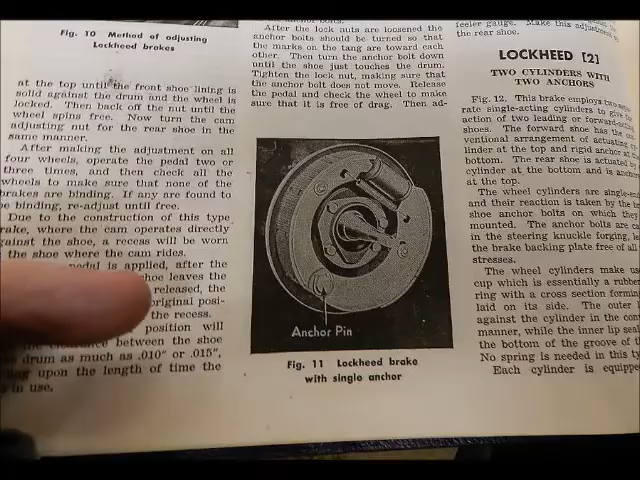 Fig. 10 Method of adjusting
Lockheed brakes
at the top until the front shoe lining is
solid against the drum and the wheel is
locked. Then back off the nut until the
wheel spins free. Now turn the cam
adjusting nut for the rear shoe in the
same manner.
After making the adjustment on all
four wheels, operate the pedal two or
three times, and then check all the
wheels to make sure that none of the
brakes are binding. If any are found to
be binding, re-adjust until free.
Due to the construction of this type
rake, where the cam operates directly
gainst the shoe, a recess will be worn
the shoe where the cam rides.
pedal is applied, after the
shoe leaves the
released, the
original posi-
the recess.
position will
clearance between the shoe
drum as much as .010" or .015",
upon the length of time the
in use.
anchor bolts.
After the lock nuts are loosened the
anchor bolts should be turned so that
the marks on the tang are toward each
other. Then turn the anchor bolt down
until the shoe just touches the drum.
Tighten the lock nut, making sure that
the anchor bolt does not move. Release
the pedal and check the wheel to make
sure that it is free of drag. Then ad-
Anchor Pin
Fig. 11 Lockheed brake
with single anchor
feeler gauge. Make this adjustment
the rear shoe.
LOCKHEED [2]
TWO CYLINDERS WITH
TWO ANCHORS
Fig. 12. This brake employs two sepa
rate single-acting cylinders to give
action of two leading or forward-
shoes. The forward shoe has the
ventional arrangement of actuating
linder at the top and rigid anchor at
bottom. The rear shoe is actuated by
cylinder at the bottom and is anchor
at the top.
The wheel cylinders are single-end
and their reaction is taken by the b
shoe anchor bolts on which they
mounted. The anchor bolts are ca
in the steering knuckle forging, le
the brake backing plate free of all
stresses.
The wheel cylinders make us
cup which is essentially a rubber
ring with a cross section forming
laid on its side. The outer l
against the cylinder in the con
manner, while the inner lip seal
the bottom of the groove of th
No spring is needed in this ty
Each cylinder is equippe